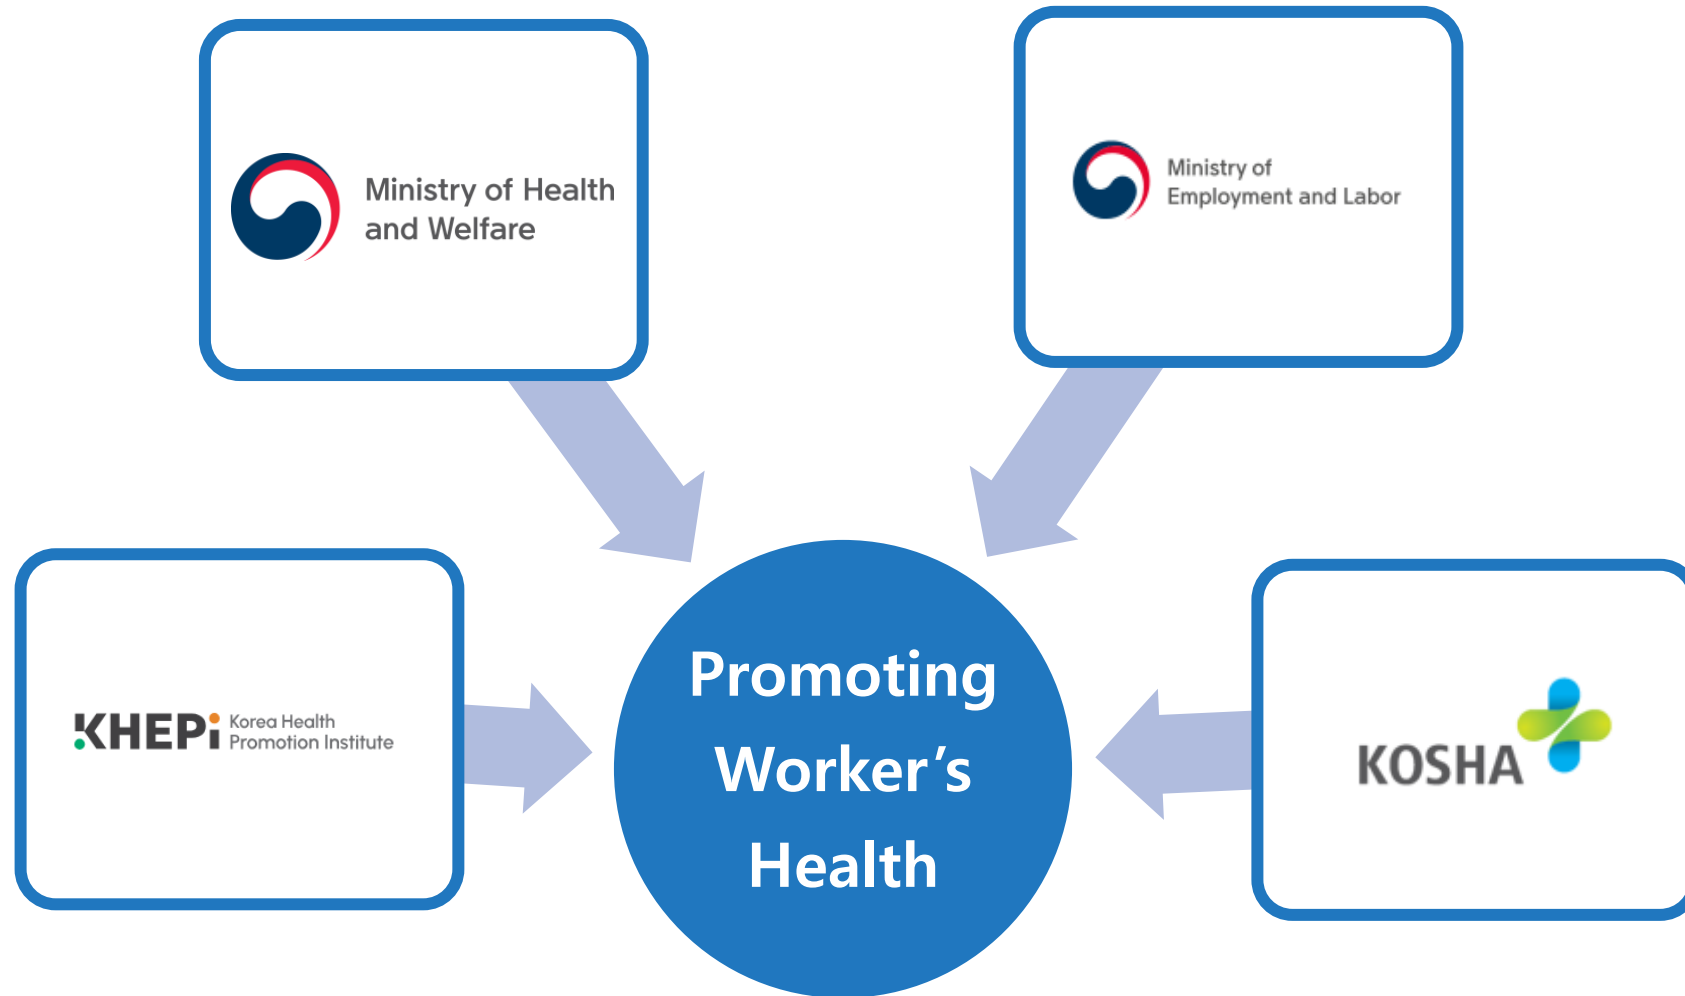 Ministry of Health
and Welfare
Ministry of
Employment and Labor
KHEPi
Korea Health
Promotion Institute
Promoting
Worker’s
Health
KOSHA